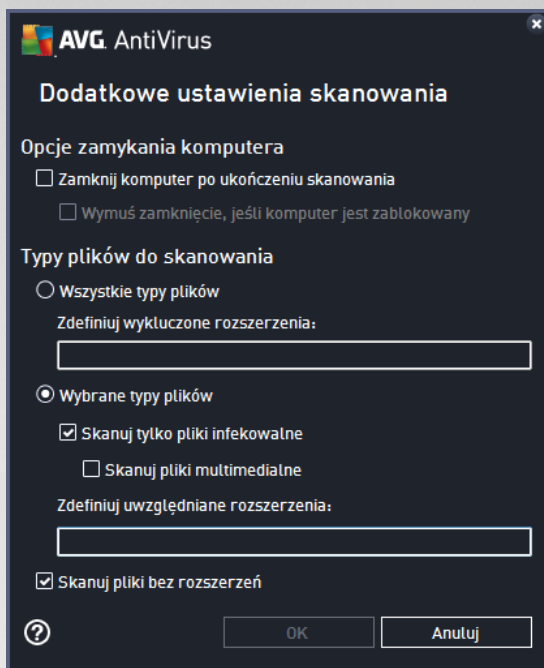 AVG AntiVirus
Dodatkowe ustawienia skanowania
Opcje zamykania komputera
Zamknij komputer po ukończeniu skanowania
Wymuś zamknięcie, jeśli komputer jest zablokowany
Typy plików do skanowania
Wszystkie typy plików
Zdefiniuj wykluczone rozszerzenia:
Wybrane typy plików
Skanuj tylko pliki infekowalne
Skanuj pliki multimedialne
Zdefiniuj uwzględniane rozszerzenia:
Skanuj pliki bez rozszerzeń
OK Anuluj